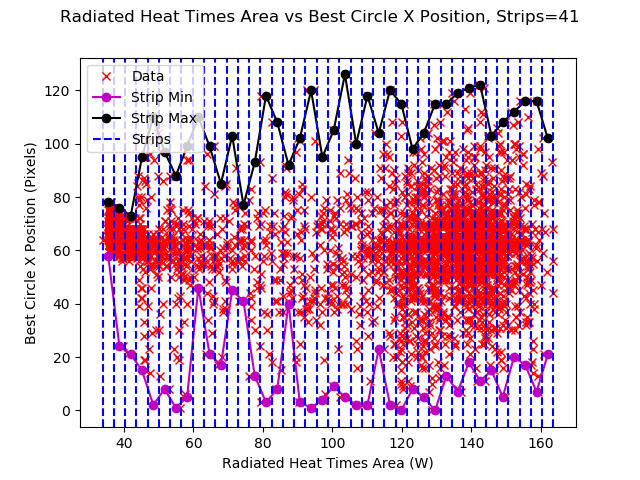 Radiated Heat Times Area vs Best Circle X Position, Strips=41
Data
Strip Min
Strip Max
Strips
120
100
80
60
40
20
0
Best Circle X Position (Pixels)
40 60 80 100 120 140 160
Radiated Heat Times Area (W)